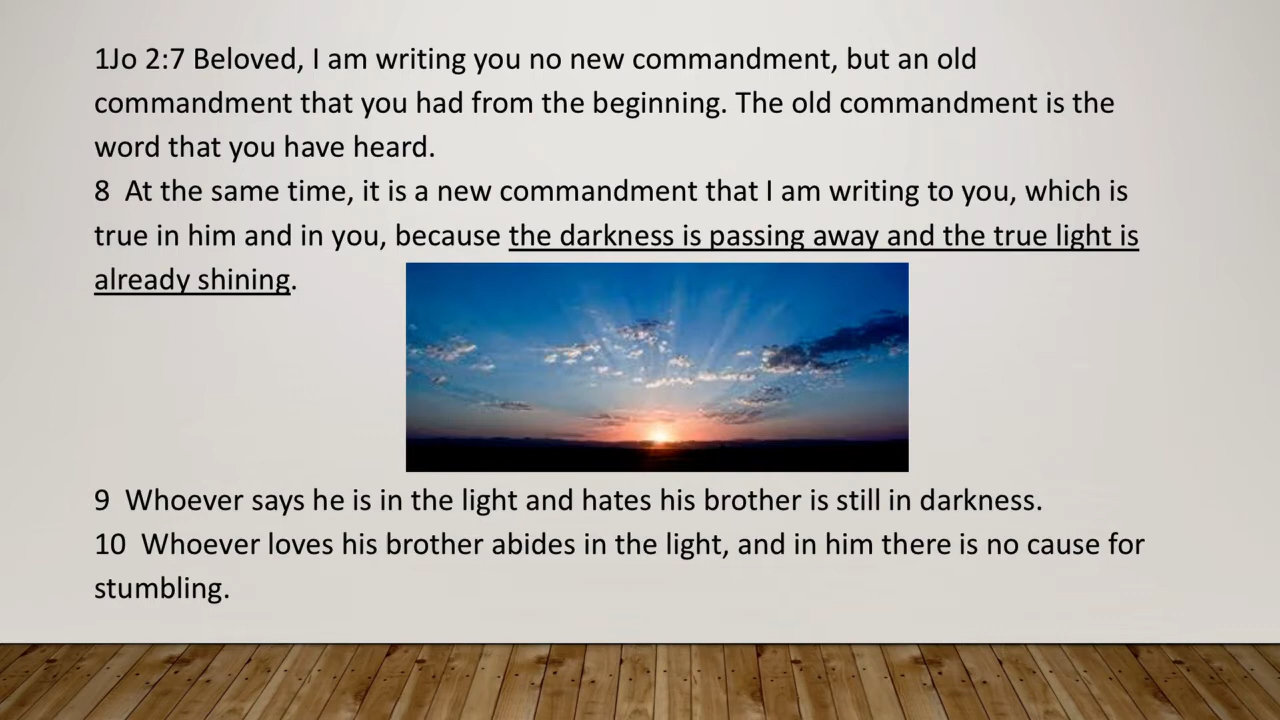 1Jo 2:7 Beloved, I am writing you no new commandment, but an old
commandment that you had from the beginning. The old commandment is the
word that you have heard.
8  At the same time, it is a new commandment that I am writing to you, which is
true in him and in you, because the darkness is passing away and the true light is
already shining.
9  Whoever says he is in the light and hates his brother is still in darkness.
10  Whoever loves his brother abides in the light, and in him there is no cause for
stumbling.